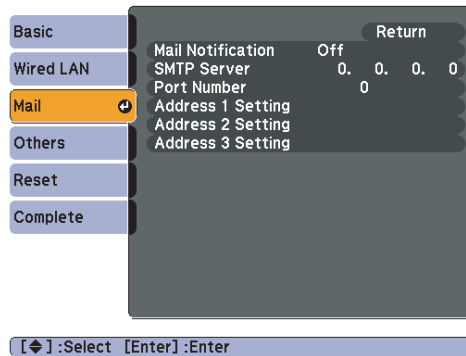 Basic
Wired LAN
Mail
Others
Reset
Complete
Return
Mail Notification Off
SMTP Server 0. 0. 0. 0
Port Number 0
Address 1 Setting
Address 2 Setting
Address 3 Setting
[◆] :Select [Enter] :Enter